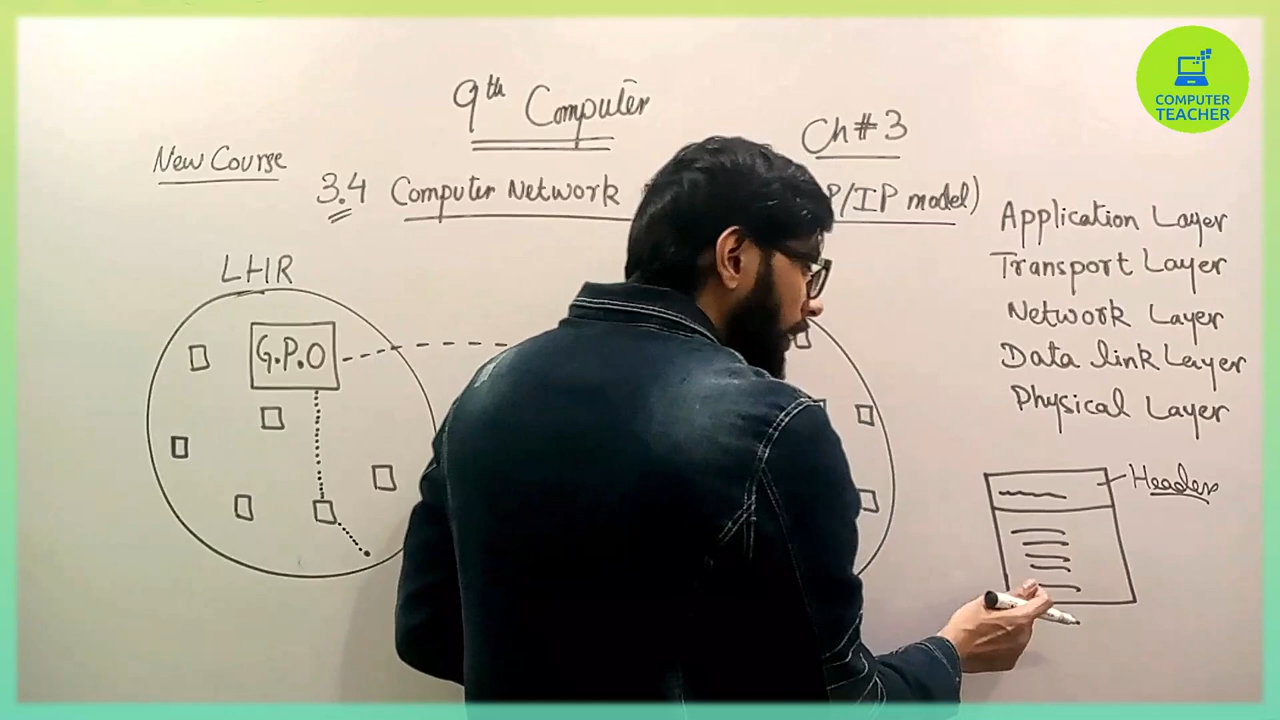 9th Computer
Ch # 3
New Course
3.4 Computer Network P/IP model)
LHR
G.P.O
Application Layer
Transport Layer
Network Layer
Data link Layer
Physical Layer
Header
COMPUTER
TEACHER